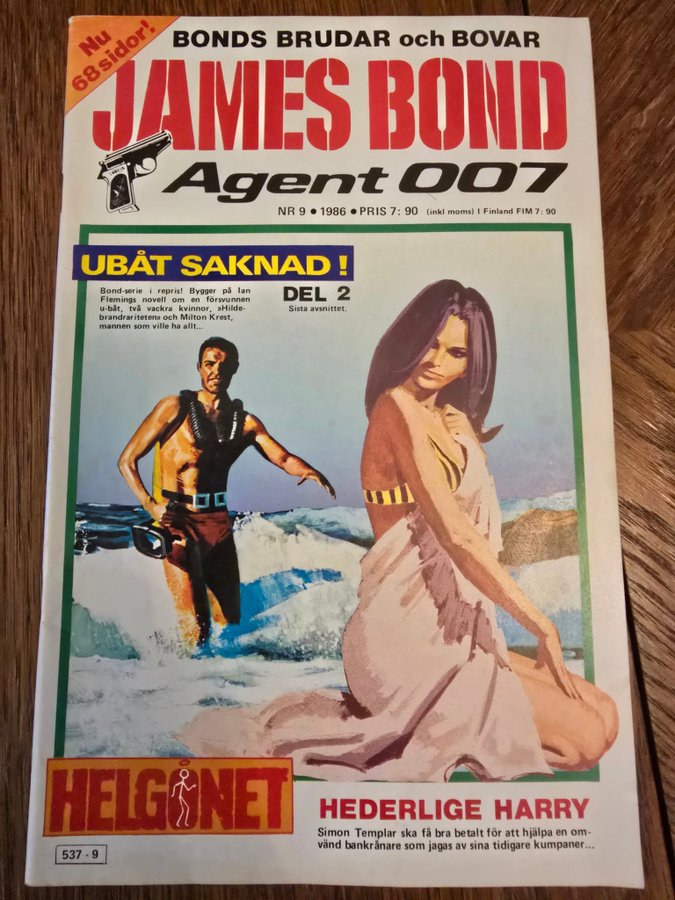 Nu
68 sidor!
BONDS BRUDAR och BOVAR
JAMES BOND
Agent 007
NR 9 ● 1986 ● PRIS 7: 90 (inkl moms) I Finland FIM 7: 90
UBÅT SAKNAD !
Bond-serie i repris! Bygger på Ian
Flemings novell om en försvunnen
u-båt, två vackra kvinnor, »Hilde-
brandrariteten» och Milton Krest,
mannen som ville ha allt...
DEL 2
Sista avsnittet.
HELGONET
HEDERLIGE HARRY
Simon Templar ska få bra betalt för att hjälpa en om-
vänd bankrånare som jagas av sina tidigare kumpaner...
537 - 9